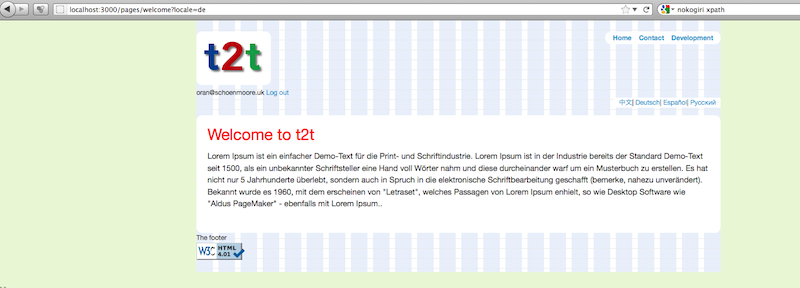 localhost:3000/pages/welcome?locale=de
nokogiri xpath
t2t
Home Contact Development
oran@schoenmoore.uk Log out
中文| Deutsch| Español| Русский
Welcome to t2t
Lorem Ipsum ist ein einfacher Demo-Text für die Print- und Schriftindustrie. Lorem Ipsum ist in der Industrie bereits der Standard Demo-Text
seit 1500, als ein unbekannter Schriftsteller eine Hand voll Wörter nahm und diese durcheinander warf um ein Musterbuch zu erstellen. Es hat
nicht nur 5 Jahrhunderte überlebt, sondern auch in Spruch in die elektronische Schriftbearbeitung geschafft (bemerke, nahezu unverändert).
Bekannt wurde es 1960, mit dem erscheinen von "Letraset", welches Passagen von Lorem Ipsum enhielt, so wie Desktop Software wie
"Aldus PageMaker" - ebenfalls mit Lorem Ipsum..
The footer
W3C HTML
4.01